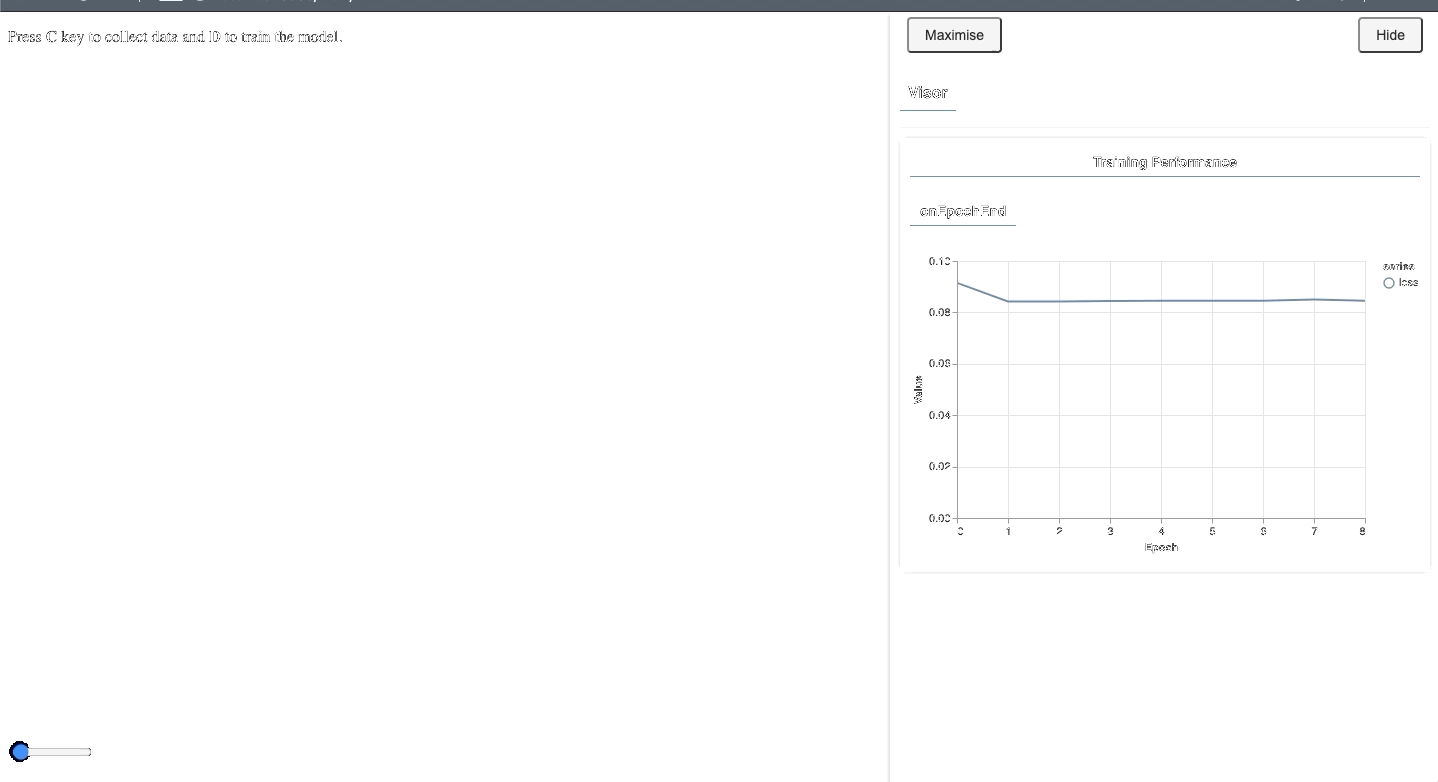 Press C key to collect data and D to train the model.
Maximise
Hide
Visor
Training Performance
onEpochEnd
0.10
0.08
0.06
0.04
0.02
0.00
Value
0 1 2 3 4 5 6 7 8
Epoch
series
loss